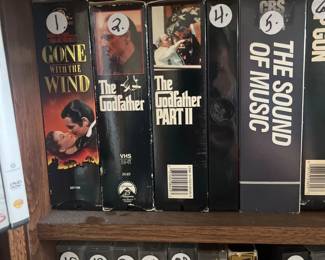 1.
GONE
WITH THE
WIND
2.
The
Godfather
VHS
The
Godfather
PART II
4.
CBS
5.
THE SOUND
OF MUSIC
GUN
DVD